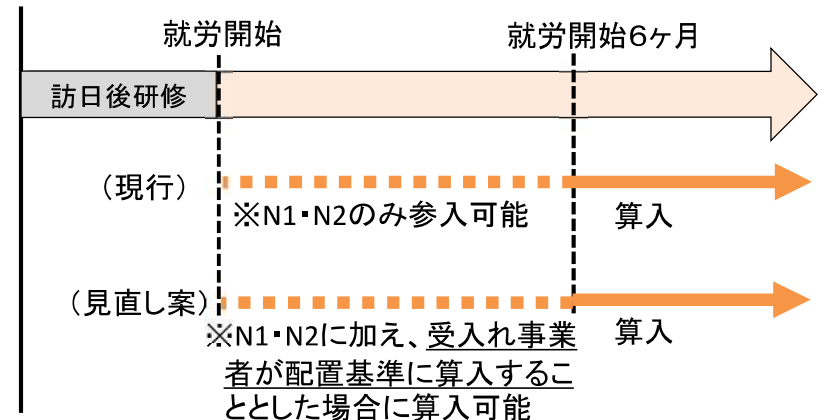 就労開始
就労開始6ヶ月
訪日後研修
（現行）
※N1・N2のみ参入可能
算入
（見直し案）
※N1・N2に加え、受入れ事業
者が配置基準に算入するこ
ととした場合に算入可能
算入